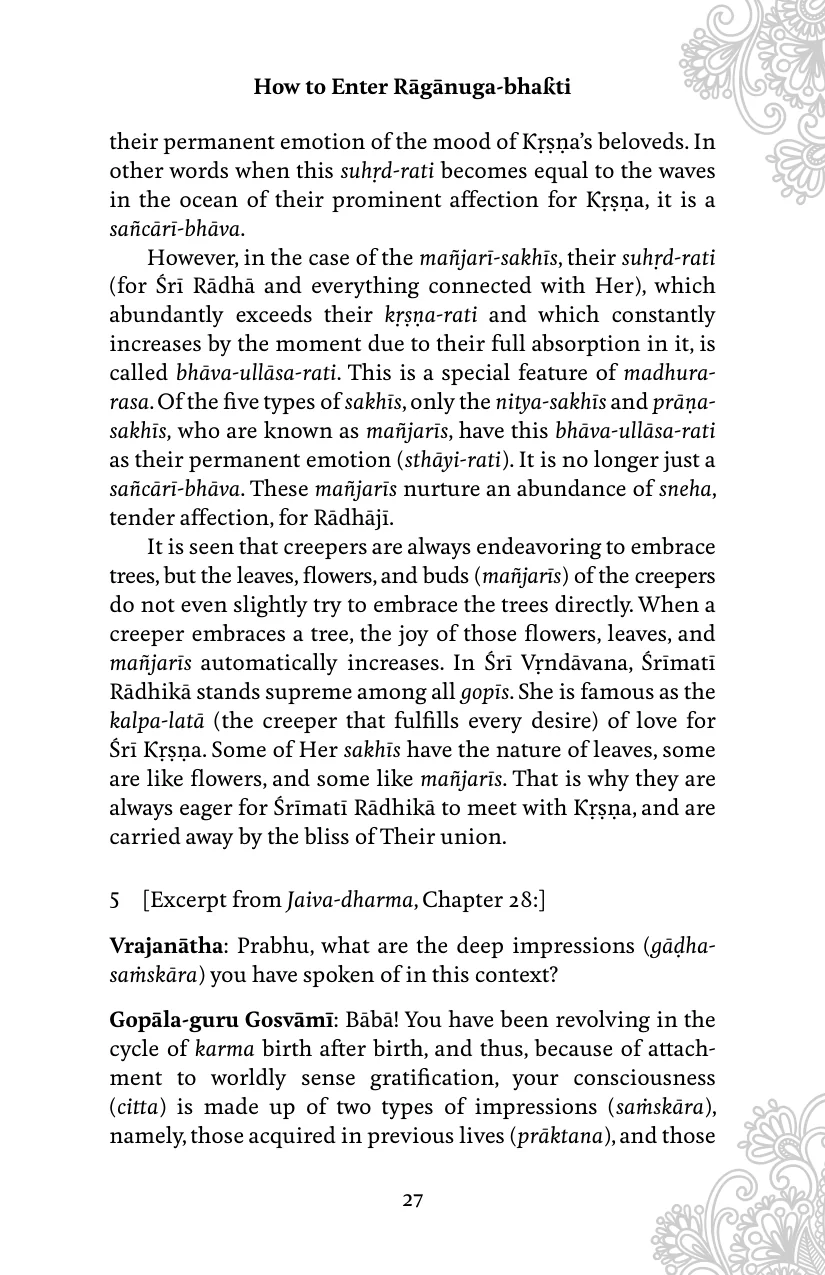 How to Enter Rāgānuga-bhakti
their permanent emotion of the mood of Kṛṣṇa’s beloveds. In
other words when this suhṛd-rati becomes equal to the waves
in the ocean of their prominent affection for Kṛṣṇa, it is a
sañcārī-bhāva.
However, in the case of the mañjarī-sakhīs, their suhṛd-rati
(for Śrī Rādhā and everything connected with Her), which
abundantly exceeds their kṛṣṇa-rati and which constantly
increases by the moment due to their full absorption in it, is
called bhāva-ullāsa-rati. This is a special feature of madhura-
rasa. Of the five types of sakhīs, only the nitya-sakhīs and prāṇa-
sakhīs, who are known as mañjarīs, have this bhāva-ullāsa-rati
as their permanent emotion (sthāyi-rati). It is no longer just a
sañcārī-bhāva. These mañjarīs nurture an abundance of sneha,
tender affection, for Rādhājī.
It is seen that creepers are always endeavoring to embrace
trees, but the leaves, flowers, and buds (mañjarīs) of the creepers
do not even slightly try to embrace the trees directly. When a
creeper embraces a tree, the joy of those flowers, leaves, and
mañjarīs automatically increases. In Śrī Vṛndāvana, Śrīmatī
Rādhikā stands supreme among all gopīs. She is famous as the
kalpa-latā (the creeper that fulfills every desire) of love for
Śrī Kṛṣṇa. Some of Her sakhīs have the nature of leaves, some
are like flowers, and some like mañjarīs. That is why they are
always eager for Śrīmatī Rādhikā to meet with Kṛṣṇa, and are
carried away by the bliss of Their union.
5 [Excerpt from Jaiva-dharma, Chapter 28:]
Vrajanātha: Prabhu, what are the deep impressions (gāḍha-
saṁskāra) you have spoken of in this context?
Gopāla-guru Gosvāmī: Bābā! You have been revolving in the
cycle of karma birth after birth, and thus, because of attach-
ment to worldly sense gratification, your consciousness
(citta) is made up of two types of impressions (saṁskāra),
namely, those acquired in previous lives (prāktana), and those
27